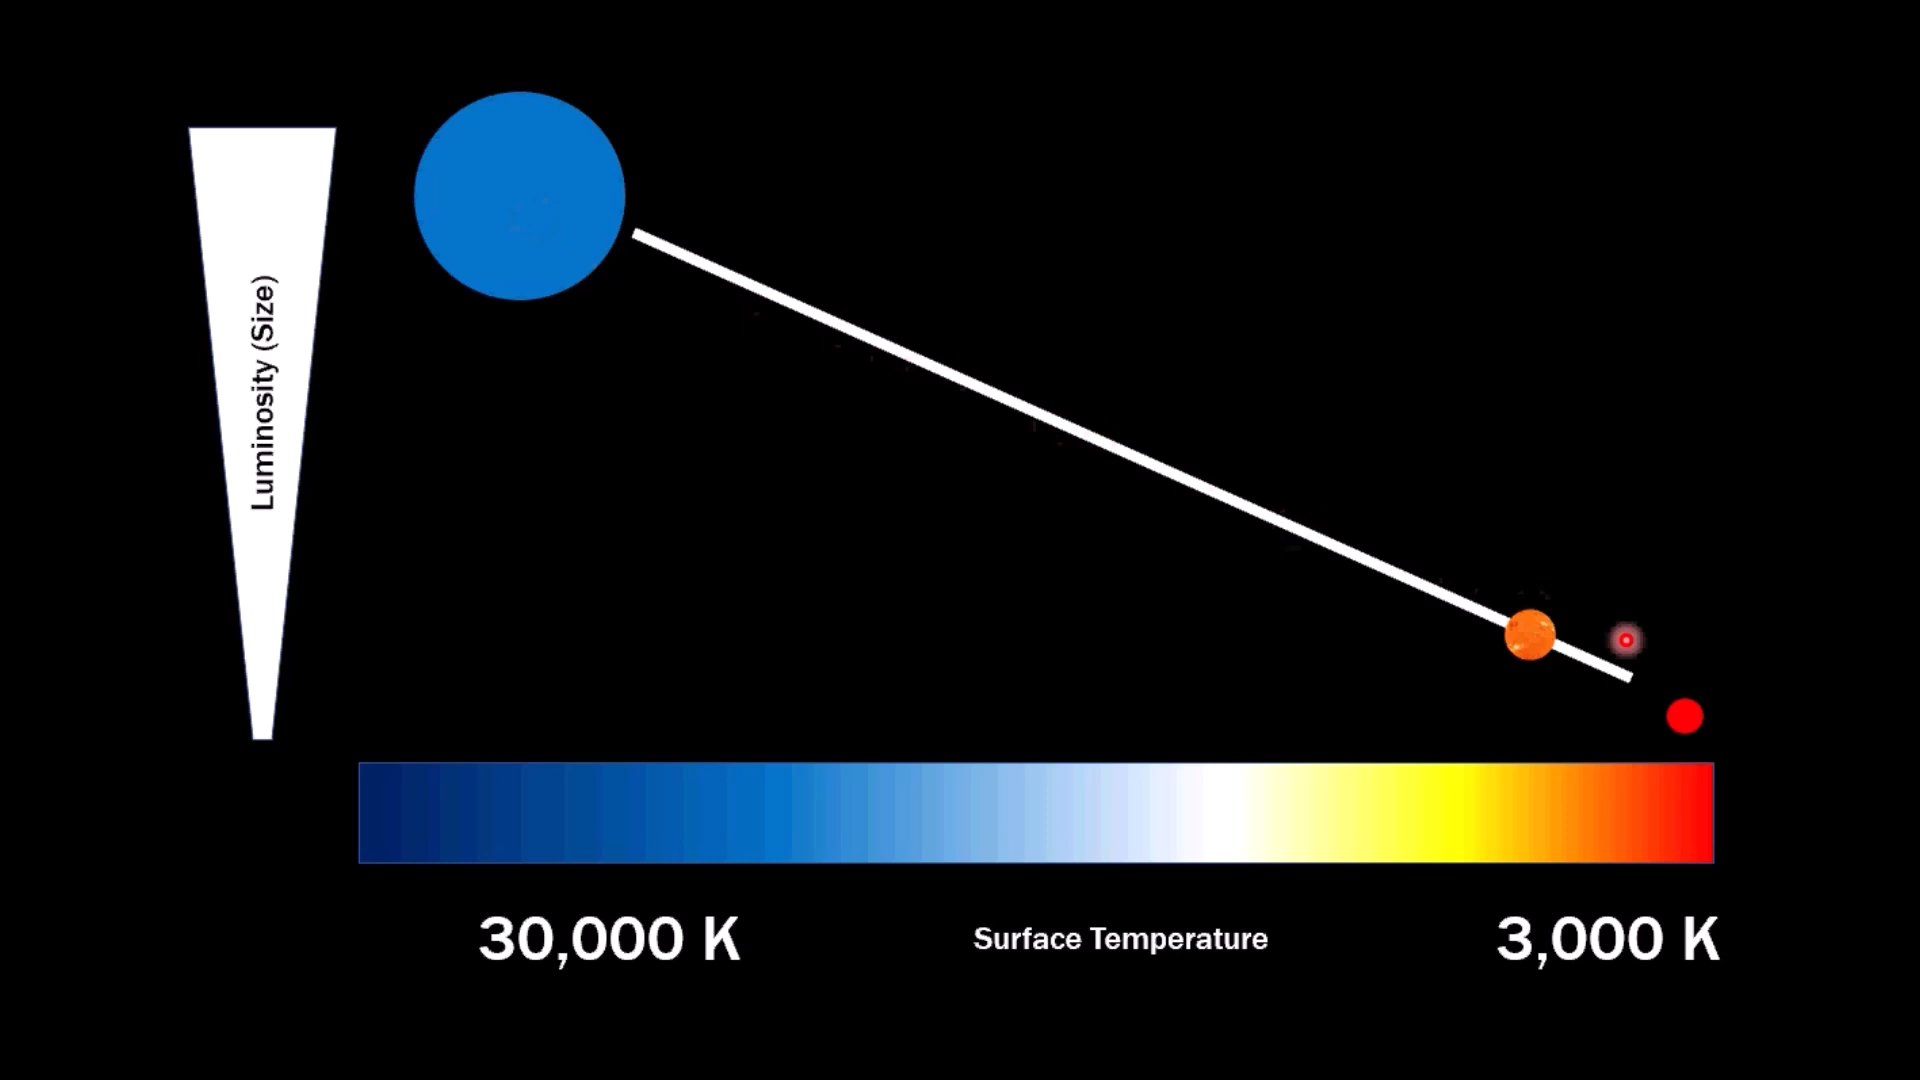 Luminosity (Size)
30,000 K
Surface Temperature
3,000 K